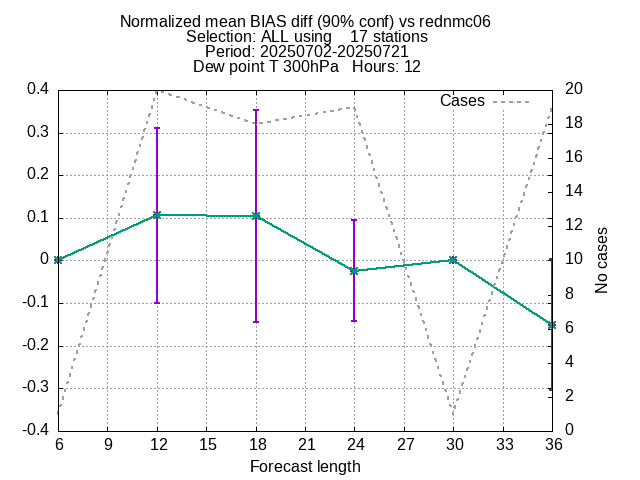 Normalized mean BIAS diff (90% conf) vs rednmc06
Selection: ALL using    17 stations
Period: 20250702-20250721
Dew point T 300hPa   Hours: 12
Cases
0.4
0.3
0.2
0.1
0
-0.1
-0.2
-0.3
-0.4
20
18
16
14
12
10
8
6
4
2
0
No cases
6 9 12 15 18 21 24 27 30 33 36
Forecast length